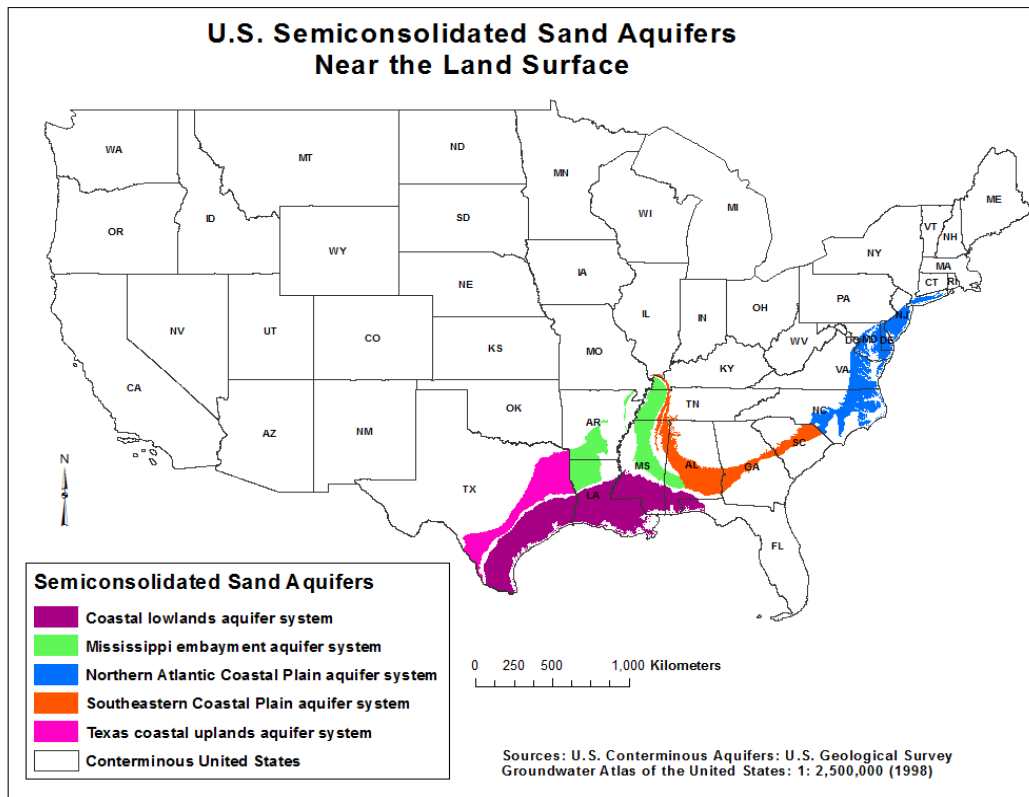 U.S. Semiconsolidated Sand Aquifers
Near the Land Surface
WA
MT
ND
MN
ME
OR
ID
SD
WI
MI
VT
NH
WY
NY
MA
CT
RI
IA
NE
PA
NV
UT
CO
IL
IN
OH
NJ
KS
MO
WV
DC
MD
DE
CA
KY
VA
OK
TN
NC
AZ
NM
AR
SC
TX
MS
AL
GA
LA
FL
N
Semiconsolidated Sand Aquifers
Coastal lowlands aquifer system
Mississippi embayment aquifer system
Northern Atlantic Coastal Plain aquifer system
Southeastern Coastal Plain aquifer system
Texas coastal uplands aquifer system
Conterminous United States
0 250 500 1,000 Kilometers
Sources: U.S. Conterminous Aquifers: U.S. Geological Survey
Groundwater Atlas of the United States: 1: 2,500,000 (1998)